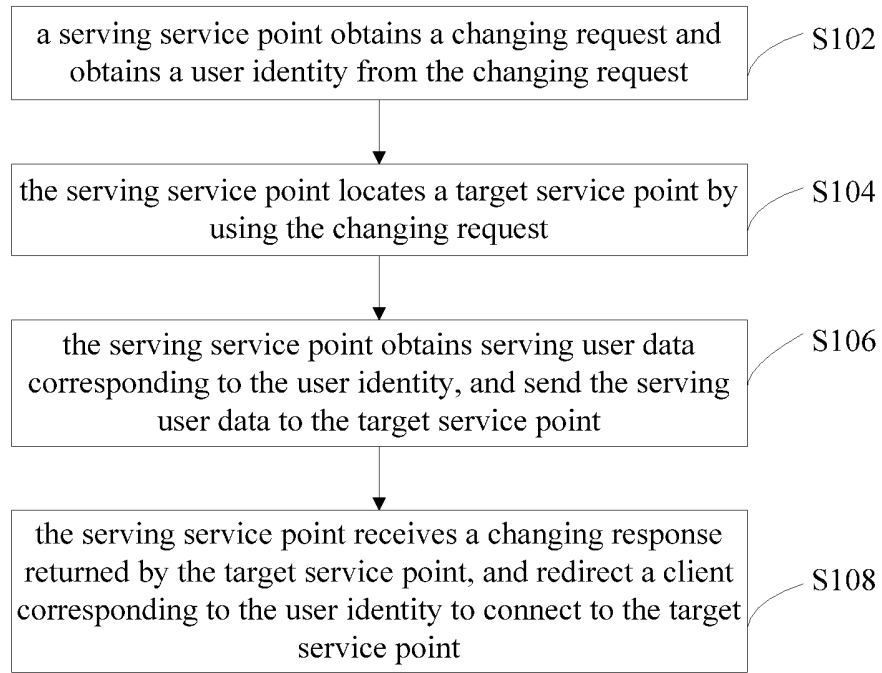 a serving service point obtains a changing request and
obtains a user identity from the changing request
S102
the serving service point locates a target service point by
using the changing request
S104
the serving service point obtains serving user data
corresponding to the user identity, and send the serving
user data to the target service point
S106
the serving service point receives a changing response
returned by the target service point, and redirect a client
corresponding to the user identity to connect to the target
service point
S108